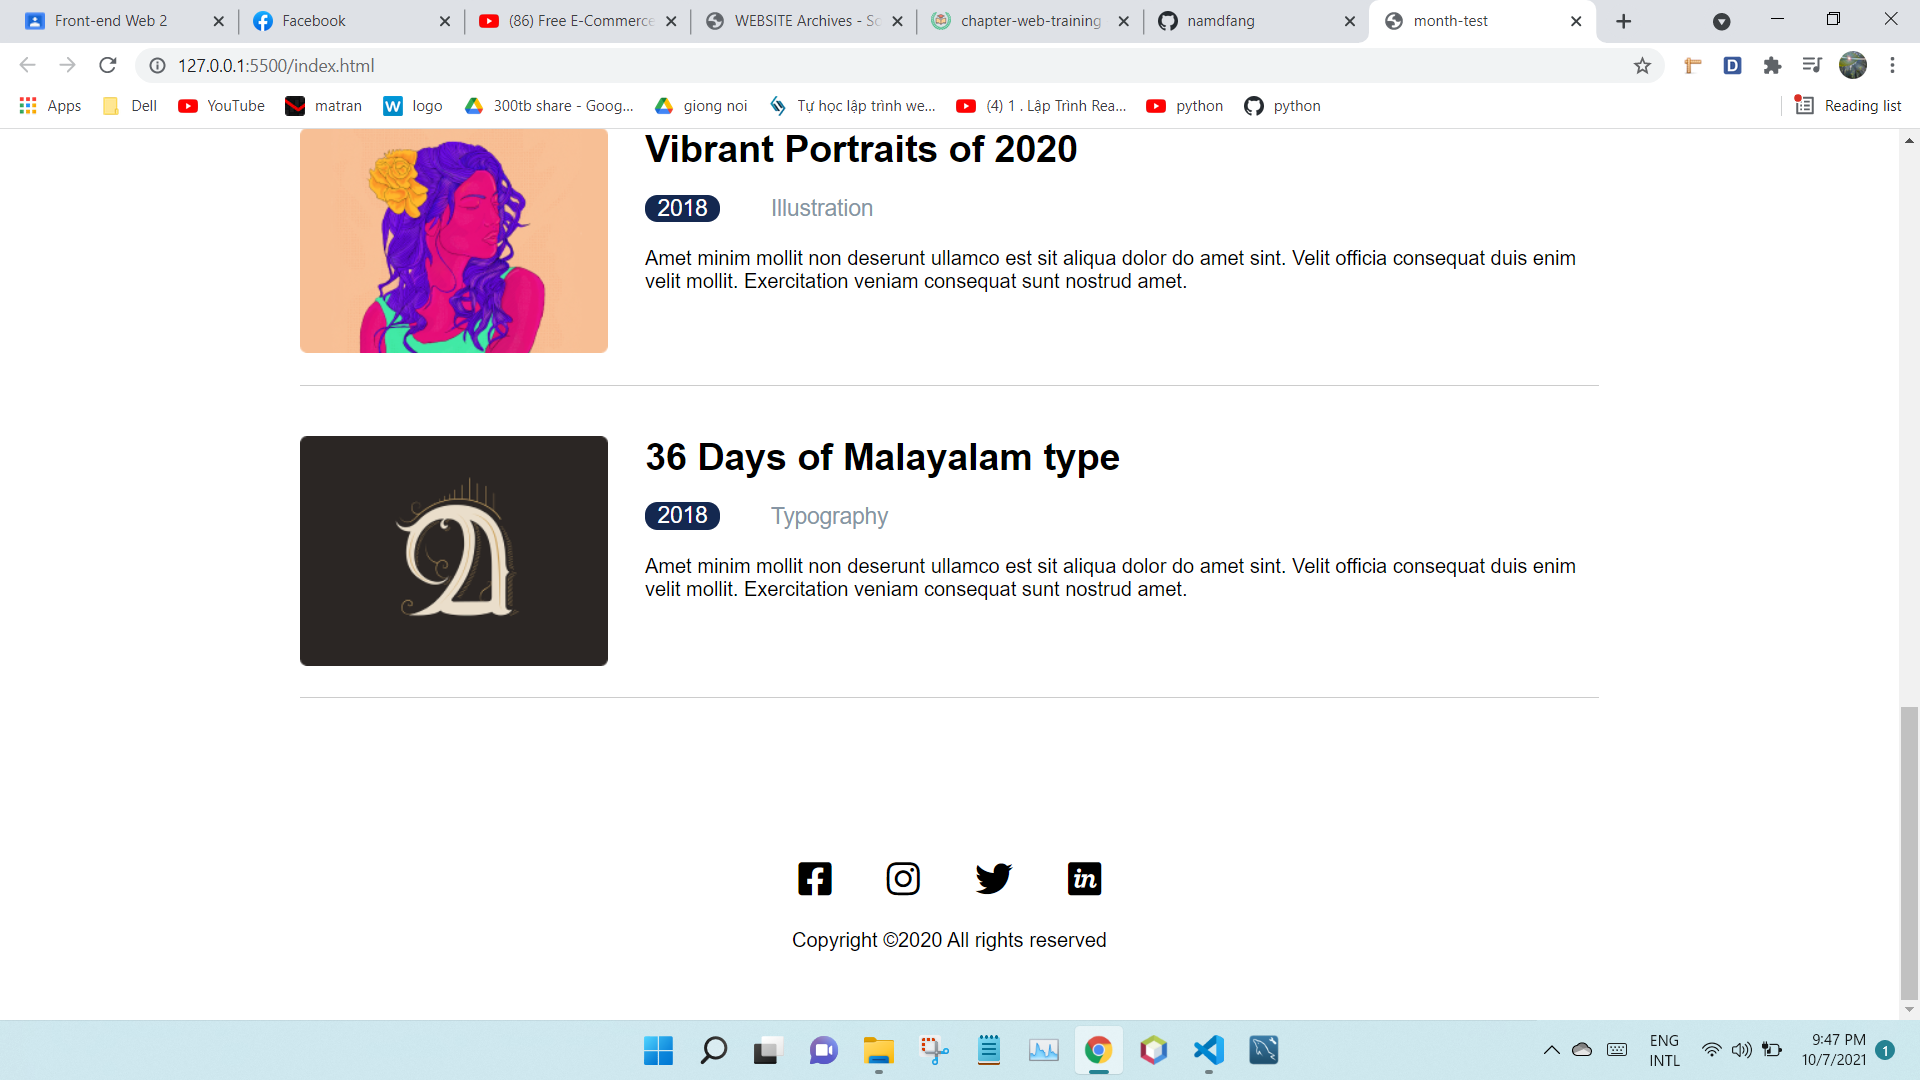 Front-end Web 2
Facebook
(86) Free E-Commerce
WEBSITE Archives - Sc
chapter-web-training
namdfang
month-test
127.0.0.1:5500/index.html
Apps
Dell
YouTube
matran
logo
300tb share - Goog...
giong noi
Tự học lập trình we...
(4) 1 . Lập Trình Rea...
python
python
Reading list
Vibrant Portraits of 2020
2018 Illustration
Amet minim mollit non deserunt ullamco est sit aliqua dolor do amet sint. Velit officia consequat duis enim
velit mollit. Exercitation veniam consequat sunt nostrud amet.
36 Days of Malayalam type
2018 Typography
Amet minim mollit non deserunt ullamco est sit aliqua dolor do amet sint. Velit officia consequat duis enim
velit mollit. Exercitation veniam consequat sunt nostrud amet.
Copyright ©2020 All rights reserved
ENG
INTL
9:47 PM
10/7/2021
1